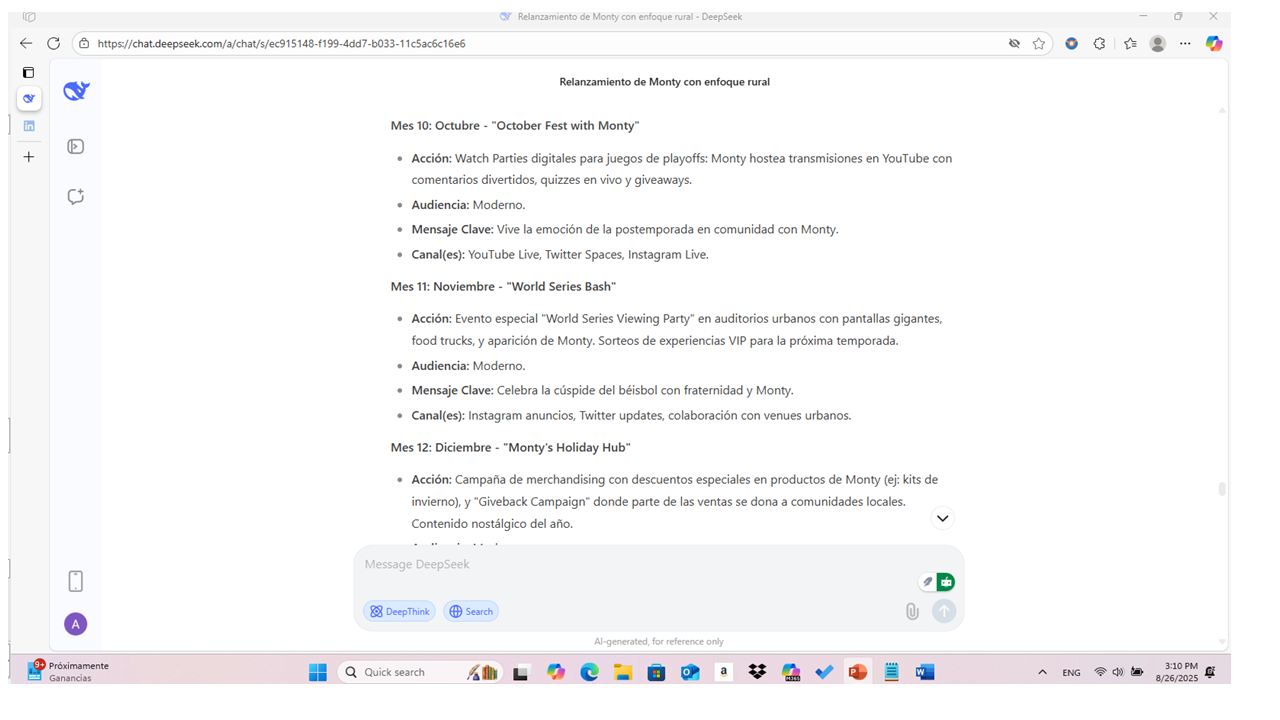 Relanzamiento de Monty con enfoque rural - DeepSeek
https://chat.deepseek.com/a/chat/s/ec915148-f199-4dd7-b033-11c5ac6c16e6
Relanzamiento de Monty con enfoque rural
Mes 10: Octubre - "October Fest with Monty"
Acción: Watch Parties digitales para juegos de playoffs: Monty hostea transmisiones en YouTube con
comentarios divertidos, quizzes en vivo y giveaways.
Audiencia: Moderno.
Mensaje Clave: Vive la emoción de la postemporada en comunidad con Monty.
Canal(es): YouTube Live, Twitter Spaces, Instagram Live.
Mes 11: Noviembre - "World Series Bash"
Acción: Evento especial "World Series Viewing Party" en auditorios urbanos con pantallas gigantes,
food trucks, y aparición de Monty. Sorteos de experiencias VIP para la próxima temporada.
Audiencia: Moderno.
Mensaje Clave: Celebra la cúspide del béisbol con fraternidad y Monty.
Canal(es): Instagram anuncios, Twitter updates, colaboración con venues urbanos.
Mes 12: Diciembre - "Monty's Holiday Hub"
Acción: Campaña de merchandising con descuentos especiales en productos de Monty (ej: kits de
invierno), y "Giveback Campaign" donde parte de las ventas se dona a comunidades locales.
Contenido nostálgico del año.
Message DeepSeek
DeepThink
Search
AI-generated, for reference only
A
in
9+
Próximamente
Ganancias
Quick search
a
M365
P
W
ENG
3:10 PM
8/26/2025